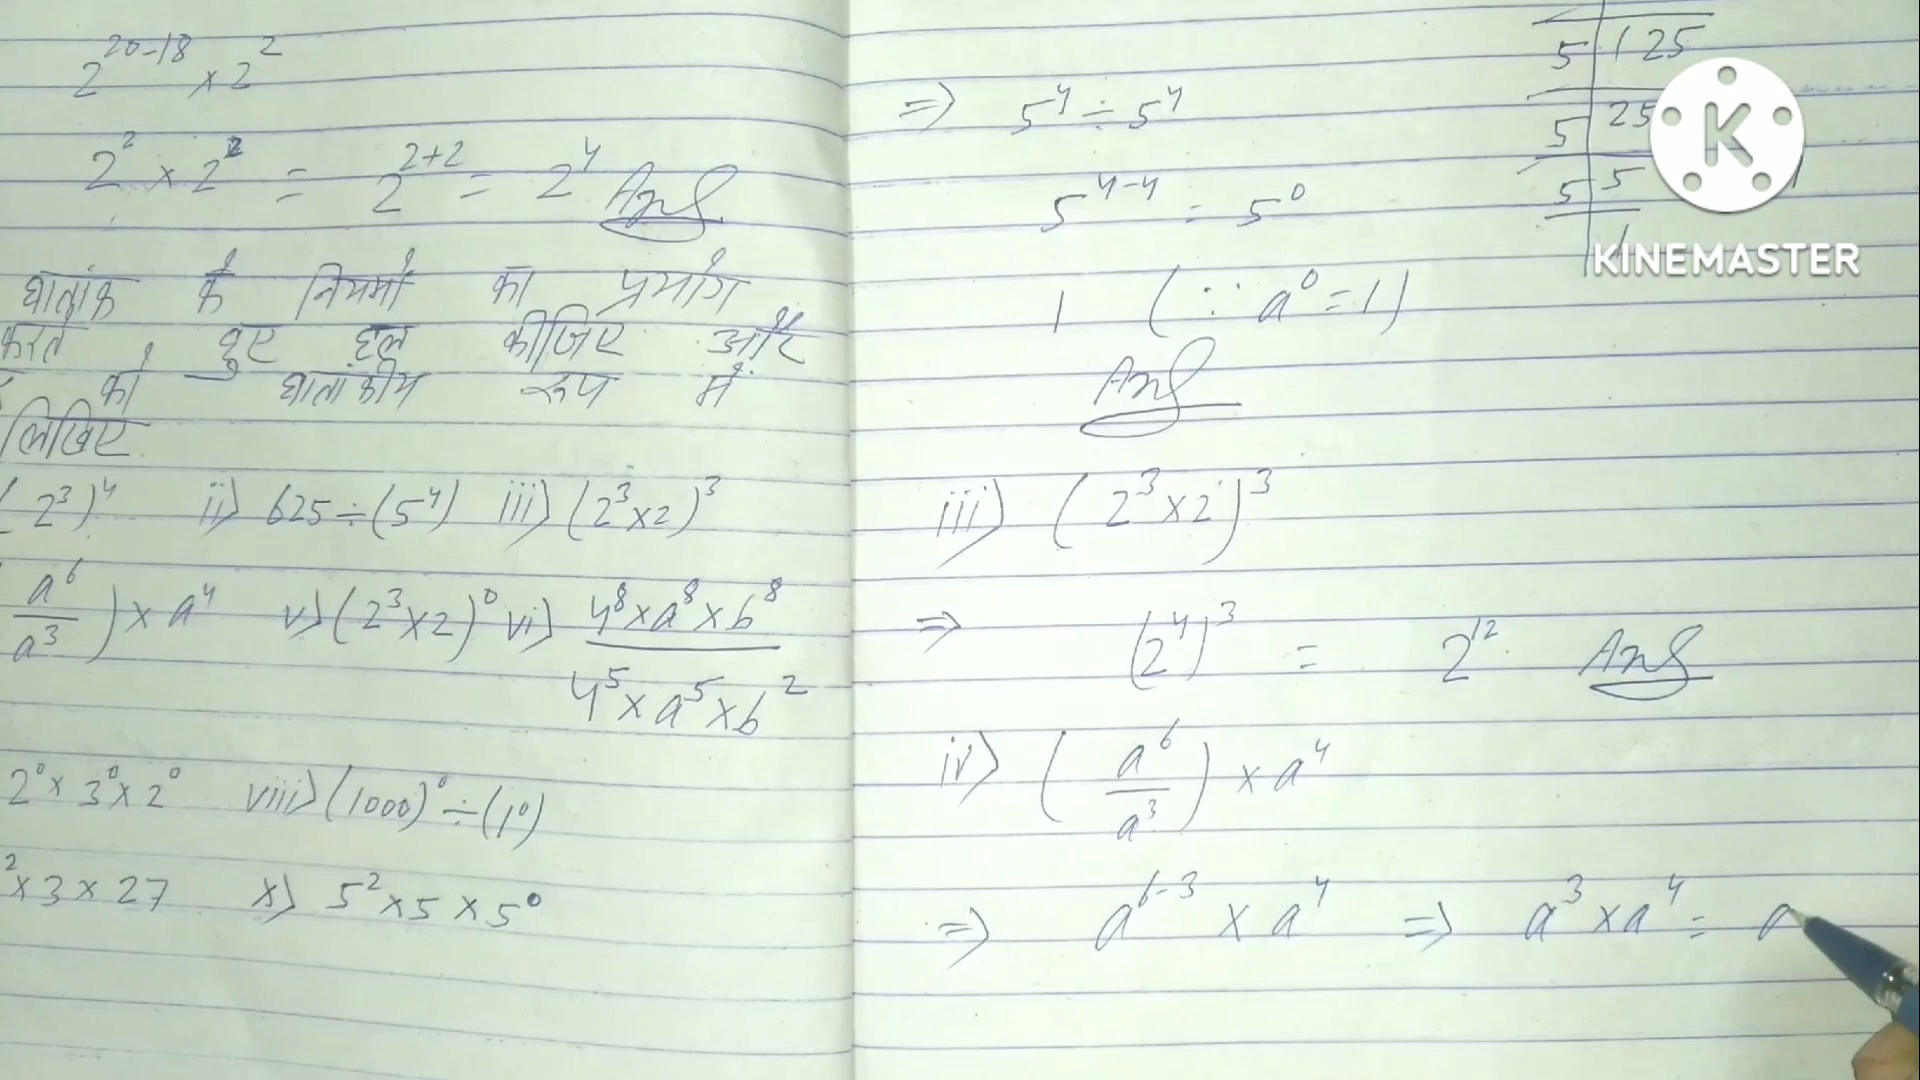 2^20-18 × 2^2
2^2 × 2^2 = 2^2+2 = 2^4 Ans
घातांक के नियमों का प्रयोग
करते हुए हल कीजिए और
को घातांकीय रूप में
लिखिए
(2^3)^4 ii) 625÷(5^4) iii) (2^3×2)^3
a^6/a^3) × a^4 v) (2^3×2)^0 vi) 4^8×a^8×b^8
4^5×a^5×b^2
2^0×3^0×2^0 viii) (1000)^0÷(1^0)
^2×3×27 x) 5^2×5×5^0
5 | 125
5 | 25
5 | 5
1
⇒ 5^4÷5^4
5^4-4 = 5^0
1 (∵ a^0=1)
Ans
iii) (2^3×2)^3
⇒ (2^4)^3 = 2^12 Ans
iv) (a^6/a^3) × a^4
⇒ a^6-3 × a^4 ⇒ a^3×a^4 = a
K
KINEMASTER